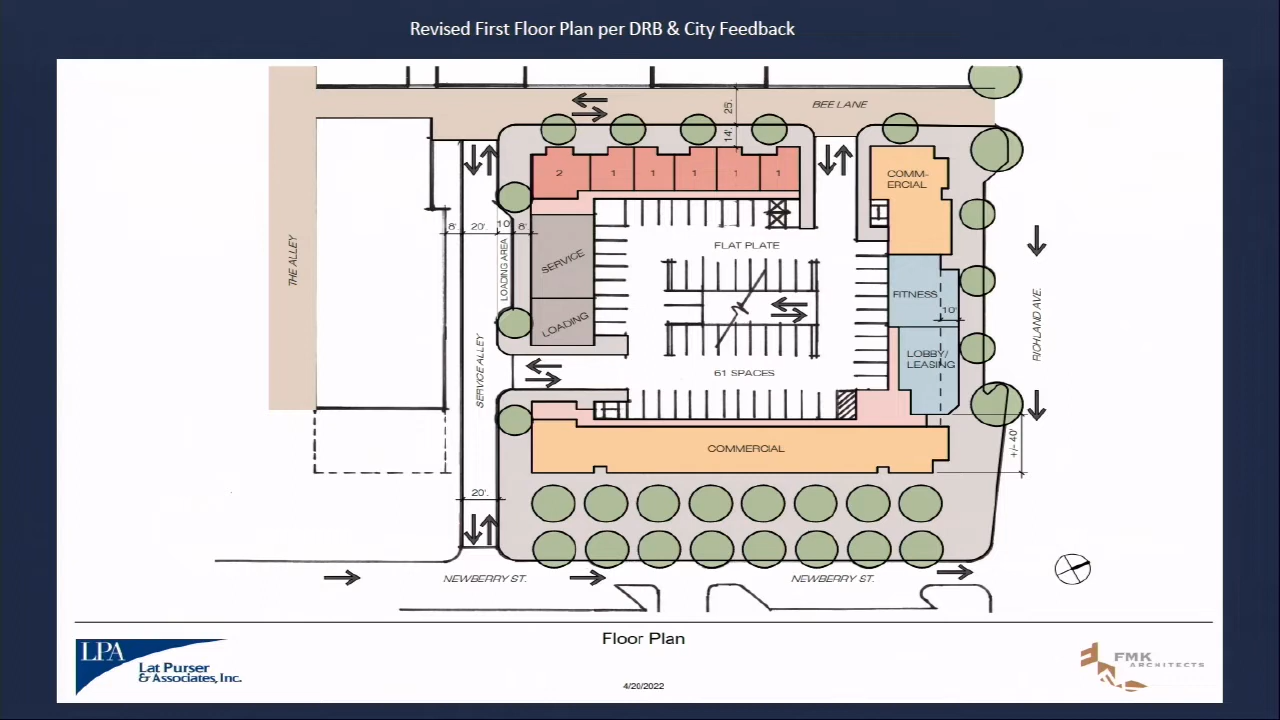 Revised First Floor Plan per DRB & City Feedback
BEE LANE
25.
14'.
2
1
1
1
1
1
COMM-
ERCIAL
8'.
20'.
10'
8'.
FLAT PLATE
SERVICE
LOADING AREA
THE ALLEY
FITNESS
10'
RICHLAND AVE.
LOADING
LOBBY/
LEASING
SERVICE ALLEY
61 SPACES
+/- 40'
COMMERCIAL
20'.
NEWBERRY ST.
NEWBERRY ST.
Floor Plan
LPA
Lat Purser
& Associates, Inc.
FMK
ARCHITECTS
4/20/2022